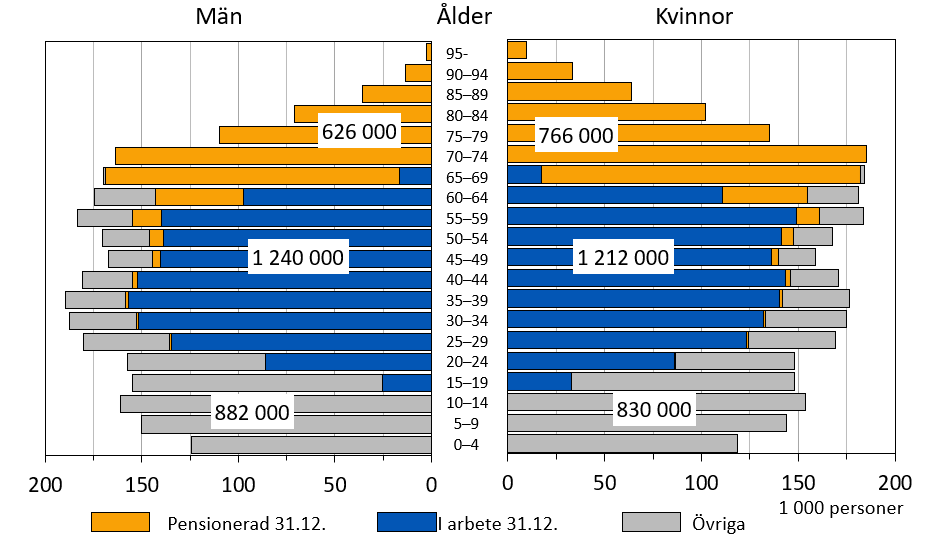 Män Ålder Kvinnor
95-
90–94
85–89
80–84
626 000 75–79 766 000
70–74
65–69
60–64
55–59
50–54
1 240 000 45–49 1 212 000
40–44
35–39
30–34
25–29
20–24
15–19
10–14
882 000 5–9 830 000
0–4
200 150 100 50 0 0 50 100 150 200
1 000 personer
Pensionerad 31.12. I arbete 31.12. Övriga